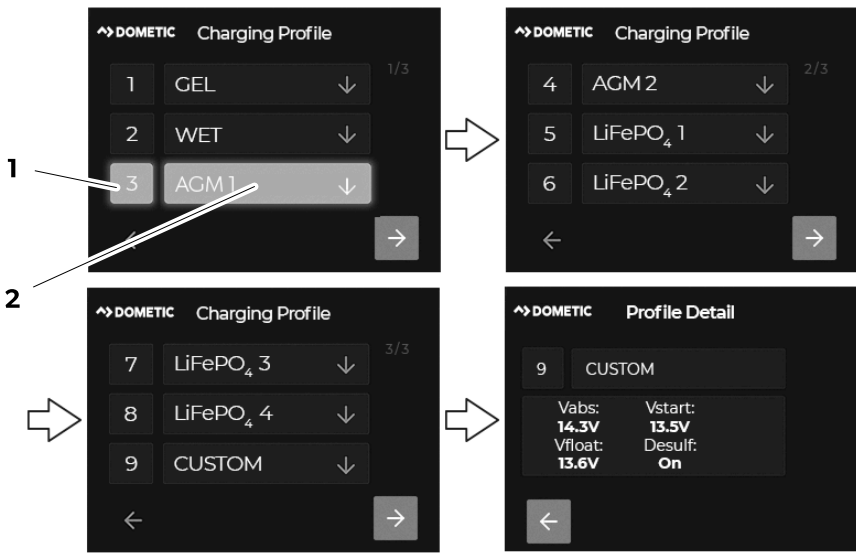 DOMETIC Charging Profile
1/3
1 GEL
2 WET
3 AGM 1
1
2
DOMETIC Charging Profile
2/3
4 AGM 2
5 LiFePO₄ 1
6 LiFePO₄ 2
DOMETIC Charging Profile
3/3
7 LiFePO₄ 3
8 LiFePO₄ 4
9 CUSTOM
DOMETIC Profile Detail
9 CUSTOM
Vabs: Vstart:
14.3V 13.5V
Vfloat: Desulf:
13.6V On